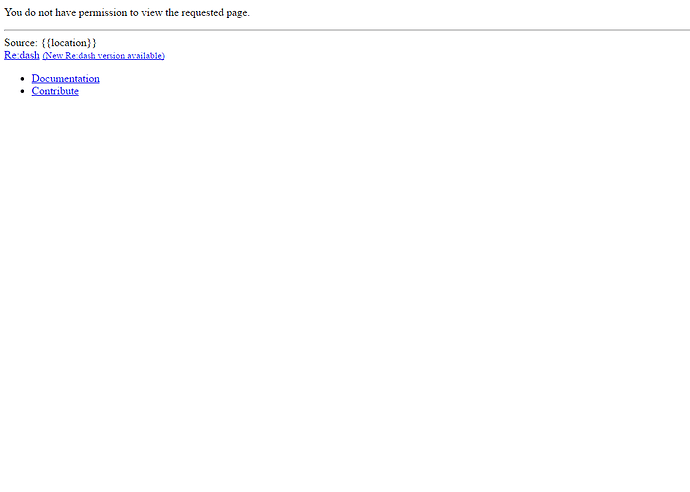 You do not have permission to view the requested page.
Source: {{location}}
Re:dash (New Re:dash version available)
Documentation
Contribute